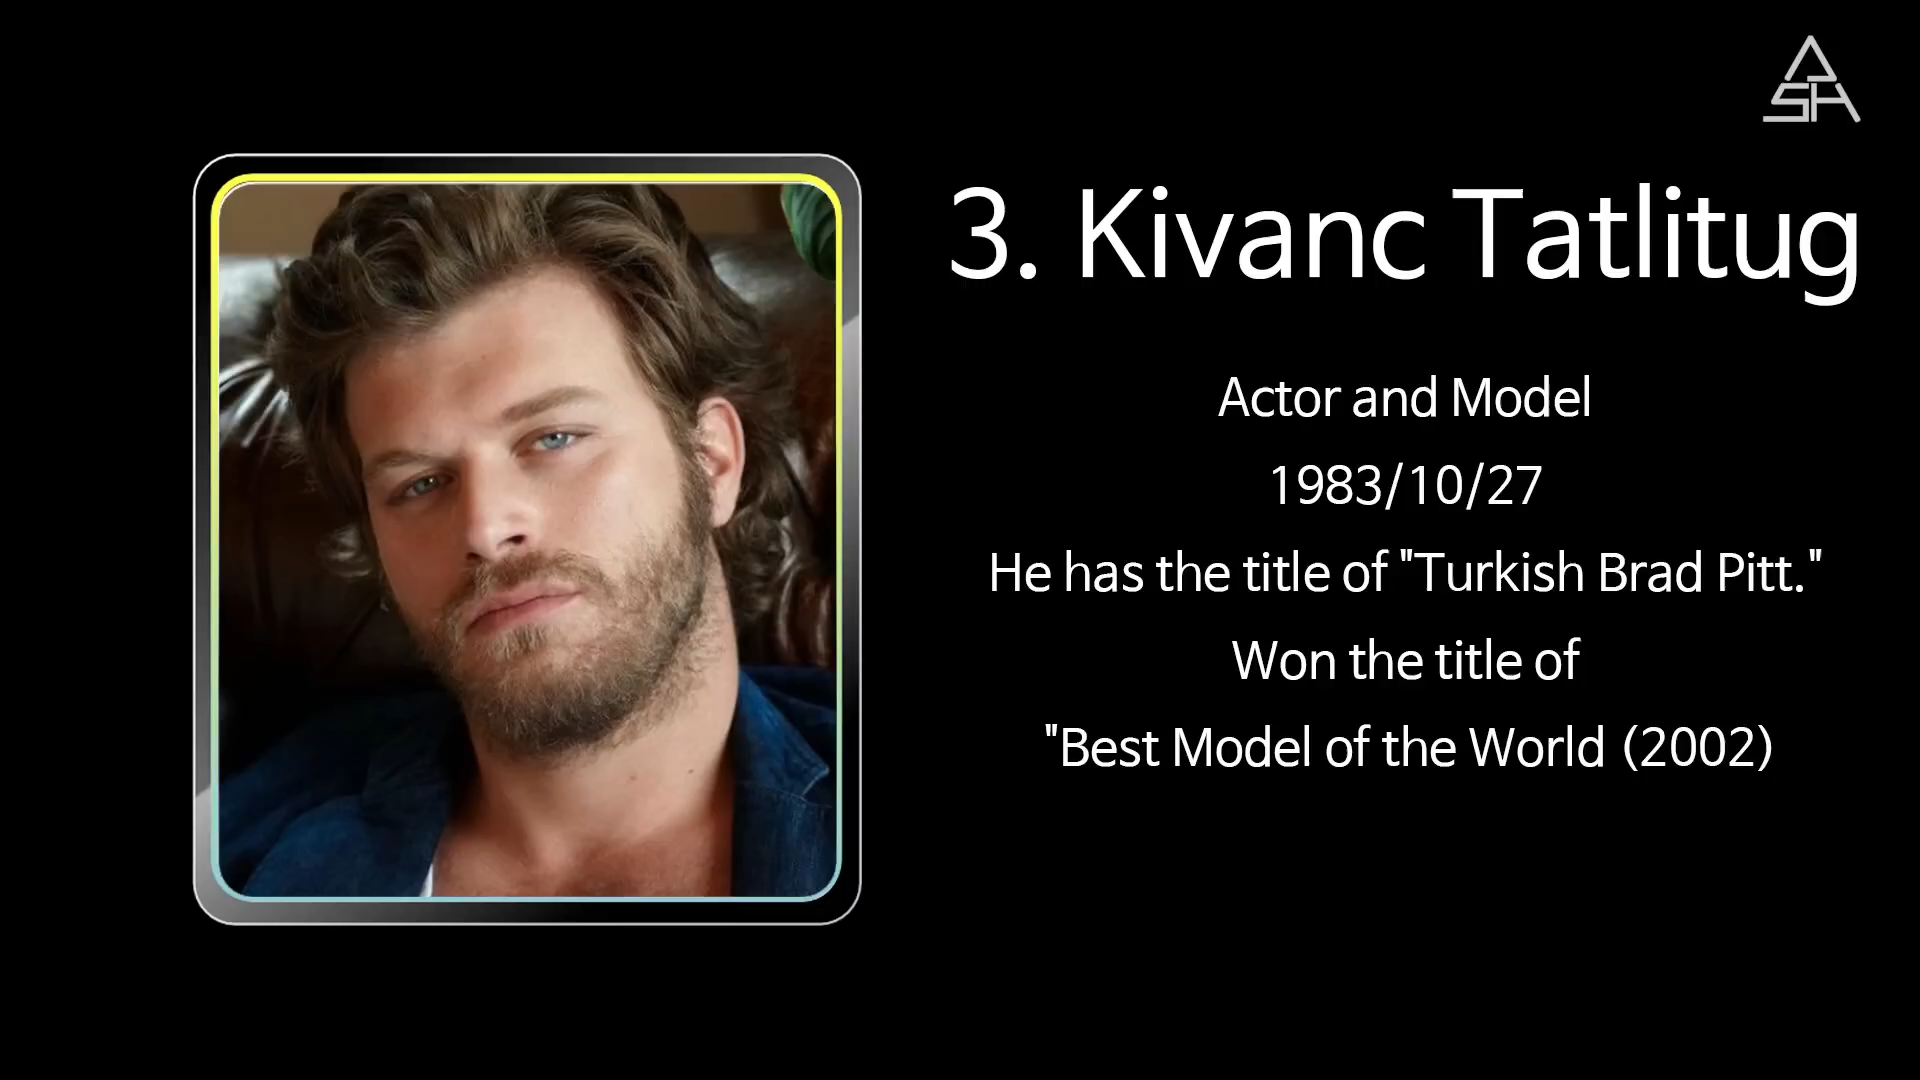 ASH
3. Kivanc Tatlitug
Actor and Model
1983/10/27
He has the title of "Turkish Brad Pitt."
Won the title of
"Best Model of the World (2002)